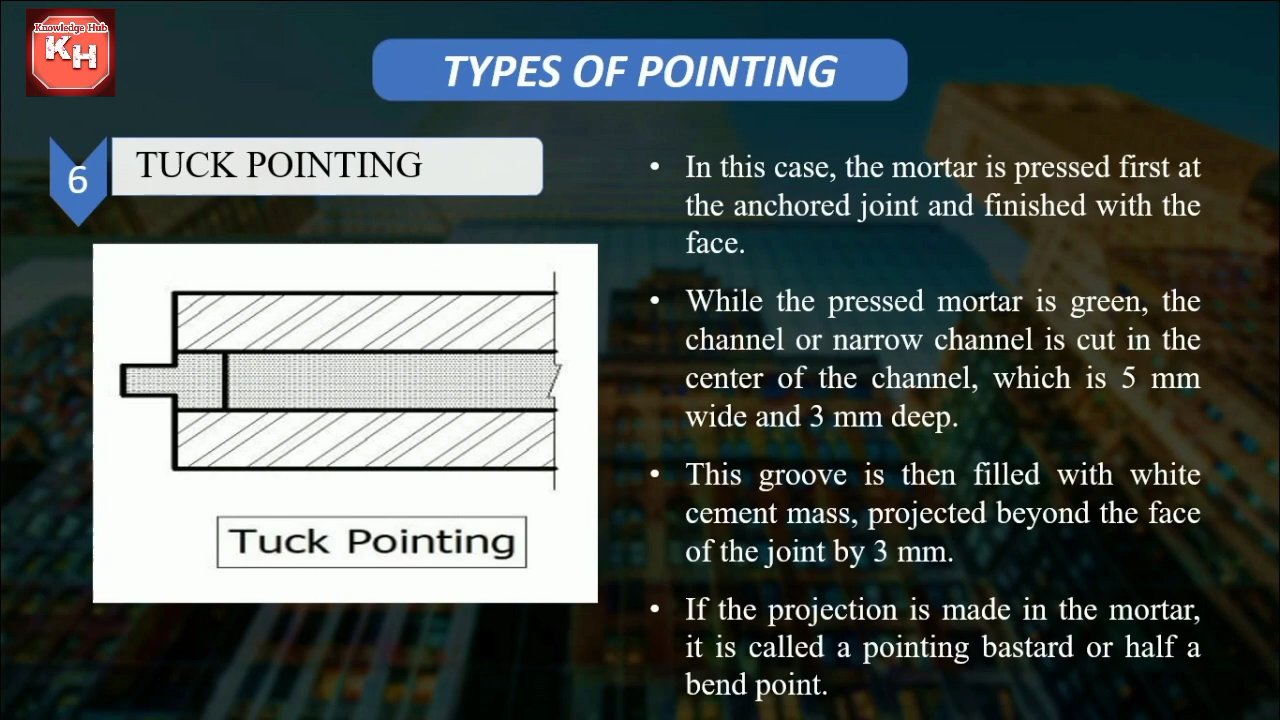 Knowledge Hub
KH
TYPES OF POINTING
6
TUCK POINTING
Tuck Pointing
• In this case, the mortar is pressed first at
the anchored joint and finished with the
face.
• While the pressed mortar is green, the
channel or narrow channel is cut in the
center of the channel, which is 5 mm
wide and 3 mm deep.
• This groove is then filled with white
cement mass, projected beyond the face
of the joint by 3 mm.
• If the projection is made in the mortar,
it is called a pointing bastard or half a
bend point.